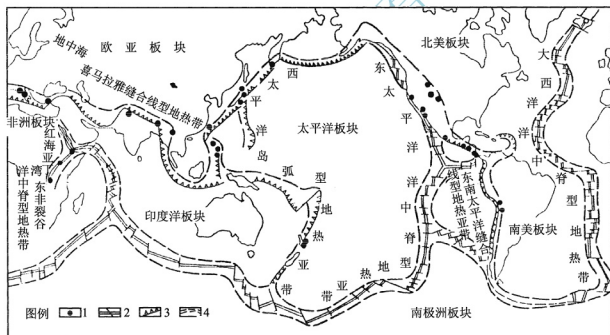 欧亚板块
地中海
喜马拉雅缝合线型地热带
非洲板块
红海亚丁湾东非裂谷洋中脊型地热带
印度洋板块
西太平洋岛弧型地热亚带
太平洋板块
北美板块
东太平洋洋中脊型地热亚带
东南太平洋缝合线型地热亚带
大西洋洋中脊型地热带
南美板块
南极洲板块
图例 1 2 3 4